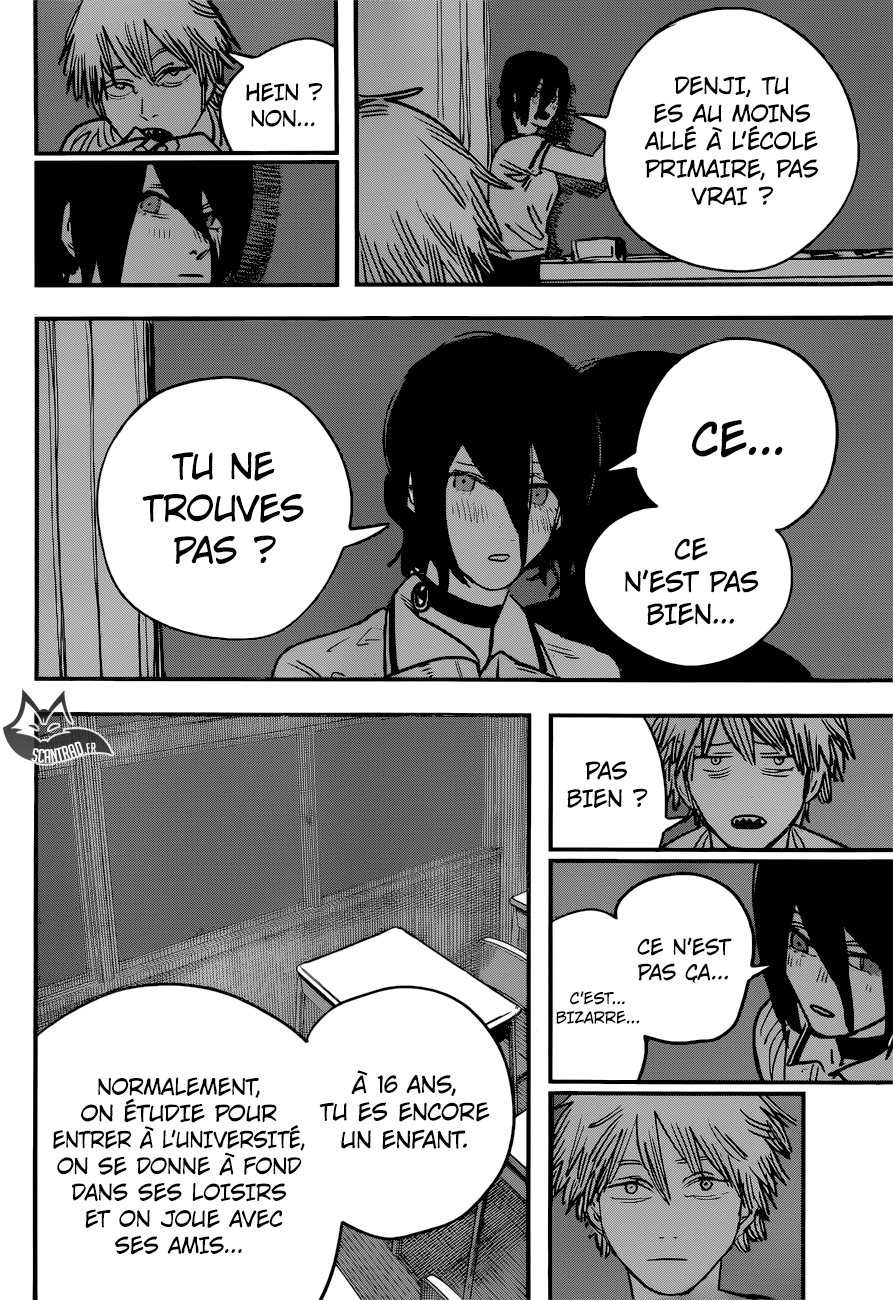 DENJI, TU
ES AU MOINS
ALLÉ À L'ÉCOLE
PRIMAIRE, PAS
VRAI ?
HEIN ?
NON...
CE...
CE
N'EST PAS
BIEN...
TU NE
TROUVES
PAS ?
PAS
BIEN ?
CE N'EST
PAS ÇA...
C'EST...
BIZARRE...
À 16 ANS,
TU ES ENCORE
UN ENFANT.
NORMALEMENT,
ON ÉTUDIE POUR
ENTRER À L'UNIVERSITÉ,
ON SE DONNE À FOND
DANS SES LOISIRS
ET ON JOUE AVEC
SES AMIS...
SCANTRAD.FR